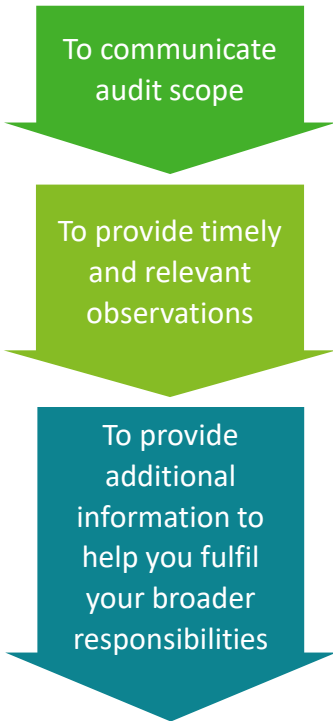 To communicate
audit scope
To provide timely
and relevant
observations
To provide
additional
information to
help you fulfil
your broader
responsibilities